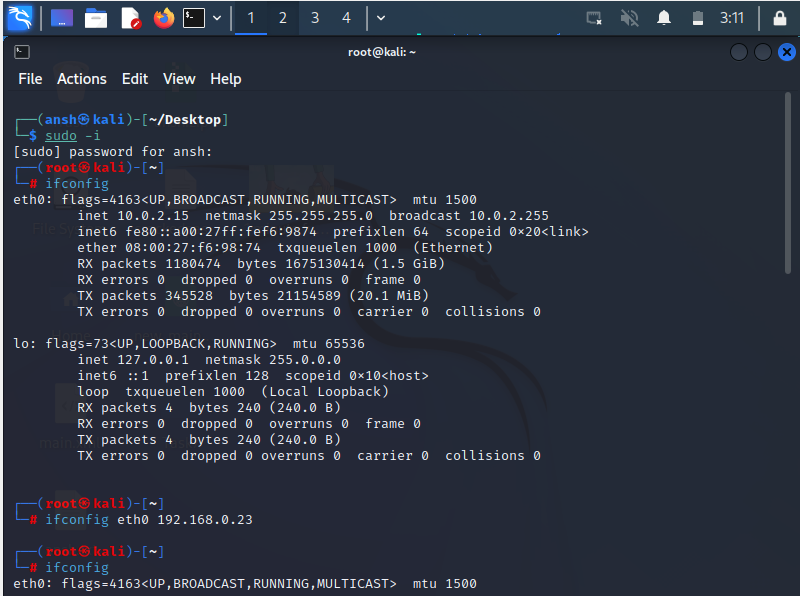 1 2 3 4 3:11
root@kali: ~
File Actions Edit View Help
┌──(ansh㉿kali)-[~/Desktop]
└─$ sudo -i
[sudo] password for ansh:
┌──(root㉿kali)-[~]
└─# ifconfig
eth0: flags=4163<UP,BROADCAST,RUNNING,MULTICAST>  mtu 1500
        inet 10.0.2.15  netmask 255.255.255.0  broadcast 10.0.2.255
        inet6 fe80::a00:27ff:fef6:9874  prefixlen 64  scopeid 0×20<link>
        ether 08:00:27:f6:98:74  txqueuelen 1000  (Ethernet)
        RX packets 1180474  bytes 1675130414 (1.5 GiB)
        RX errors 0  dropped 0  overruns 0  frame 0
        TX packets 345528  bytes 21154589 (20.1 MiB)
        TX errors 0  dropped 0 overruns 0  carrier 0  collisions 0
lo: flags=73<UP,LOOPBACK,RUNNING>  mtu 65536
        inet 127.0.0.1  netmask 255.0.0.0
        inet6 ::1  prefixlen 128  scopeid 0×10<host>
        loop  txqueuelen 1000  (Local Loopback)
        RX packets 4  bytes 240 (240.0 B)
        RX errors 0  dropped 0  overruns 0  frame 0
        TX packets 4  bytes 240 (240.0 B)
        TX errors 0  dropped 0 overruns 0  carrier 0  collisions 0
┌──(root㉿kali)-[~]
└─# ifconfig eth0 192.168.0.23
┌──(root㉿kali)-[~]
└─# ifconfig
eth0: flags=4163<UP,BROADCAST,RUNNING,MULTICAST>  mtu 1500